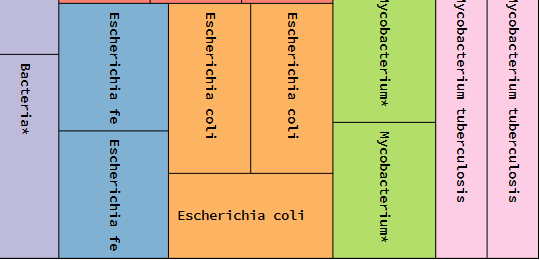 Bacteria*
Escherichia fe
Escherichia fe
Escherichia coli
Escherichia coli
Escherichia coli
Mycobacterium*
Mycobacterium*
Mycobacterium tuberculosis
Mycobacterium tuberculosis